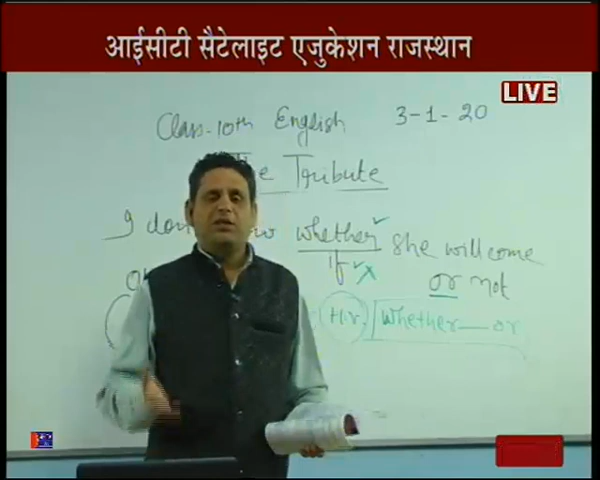 आईसीटी सैटेलाइट एजुकेशन राजस्थान
LIVE
Class-10th English 3-1-20
Tribute
I whether she will come
If or not
Whether — or